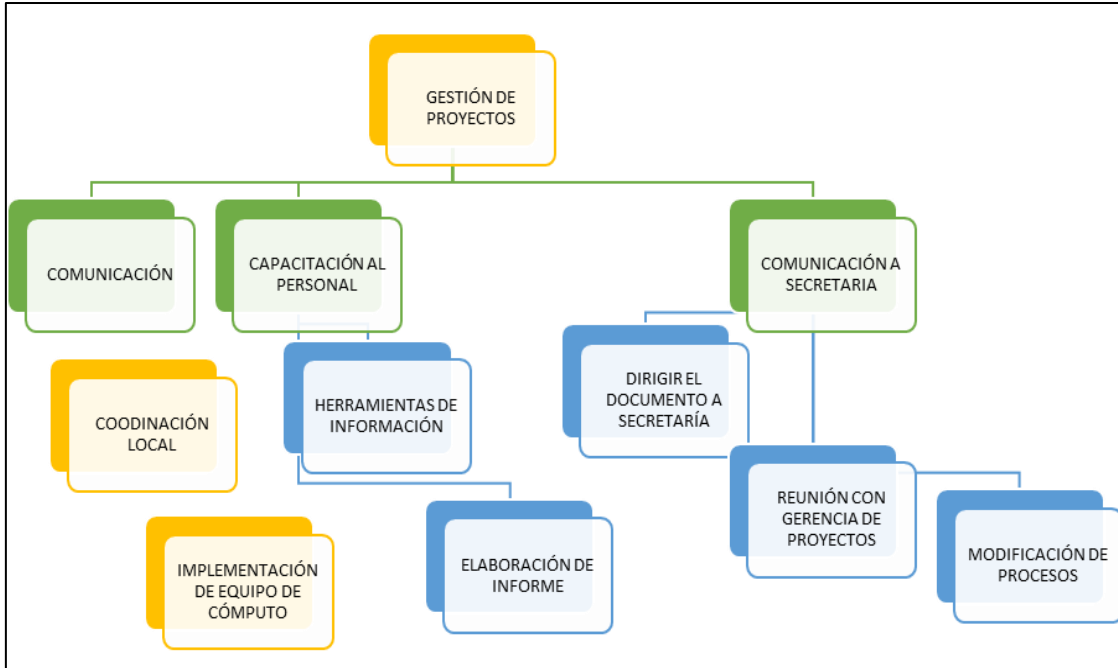 GESTIÓN DE
PROYECTOS
COMUNICACIÓN
CAPACITACIÓN AL
PERSONAL
COMUNICACIÓN A
SECRETARIA
COODINACIÓN
LOCAL
HERRAMIENTAS DE
INFORMACIÓN
DIRIGIR EL
DOCUMENTO A
SECRETARÍA
IMPLEMENTACIÓN
DE EQUIPO DE
CÓMPUTO
ELABORACIÓN DE
INFORME
REUNIÓN CON
GERENCIA DE
PROYECTOS
MODIFICACIÓN DE
PROCESOS